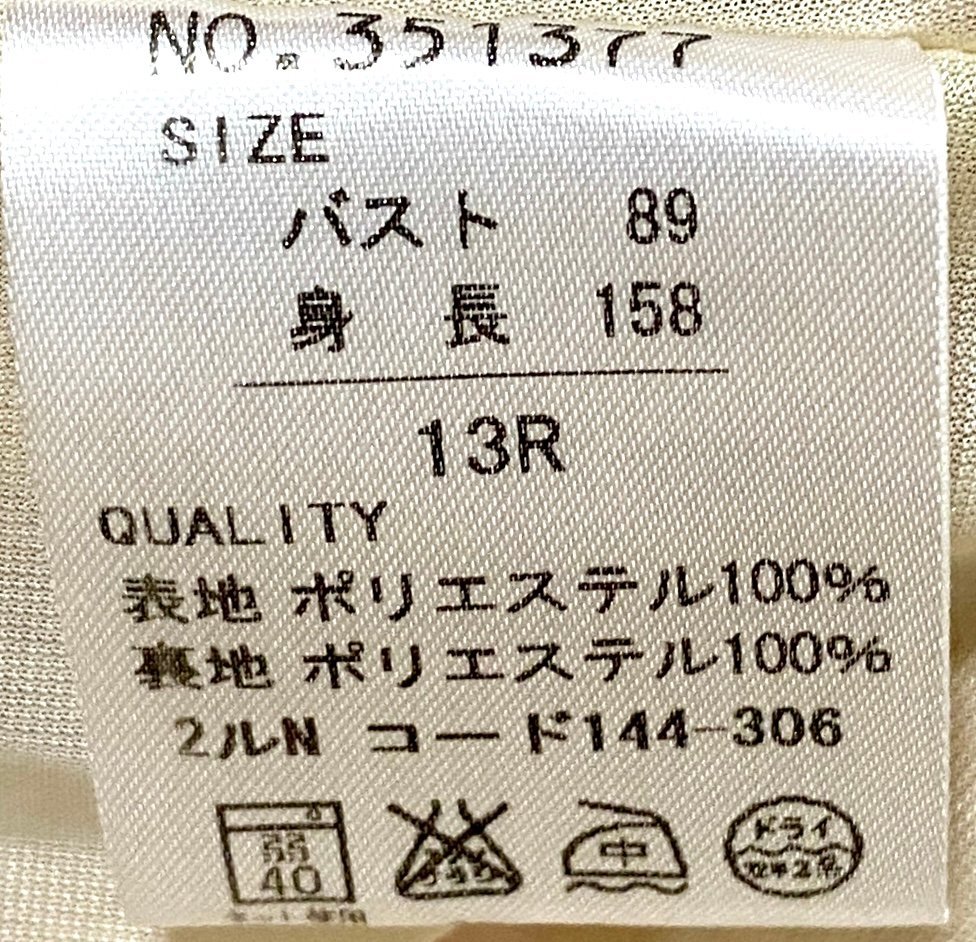 NO. 351377
SIZE
バスト 89
身 長 158
13R
QUALITY
表地 ポリエステル100%
裏地 ポリエステル100%
2ルN コード144-306
弱 40 中 ドライ